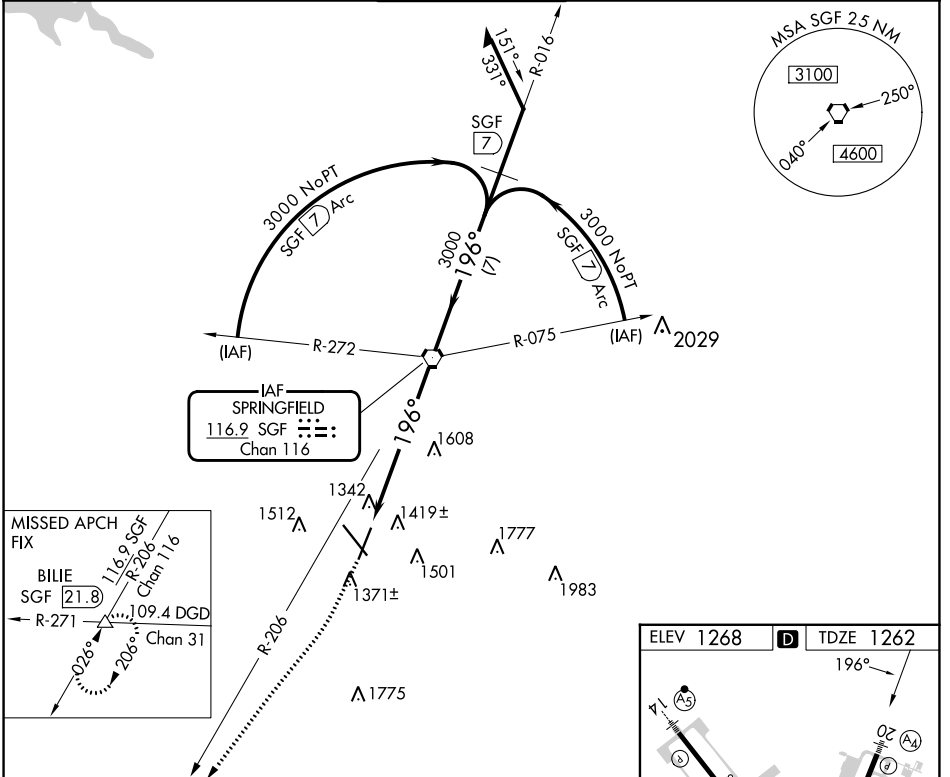 MSA SGF 25 NM
3100
250°
040°
4600
151°
331°
R-016
SGF
7
3000 NoPT
SGF 7 Arc
3000
196°
(7)
3000 NoPT
SGF 7 Arc
(IAF)
R-272
R-075
(IAF)
2029
IAF
SPRINGFIELD
116.9 SGF
Chan 116
196°
1608
1342
1512
1419±
1777
1501
1371±
1983
R-206
1775
MISSED APCH
FIX
BILIE
SGF 21.8
116.9 SGF
R-206
Chan 116
R-271
109.4 DGD
Chan 31
026°
206°
ELEV 1268 D TDZE 1262
196°
A5
14
P
20
A4
P